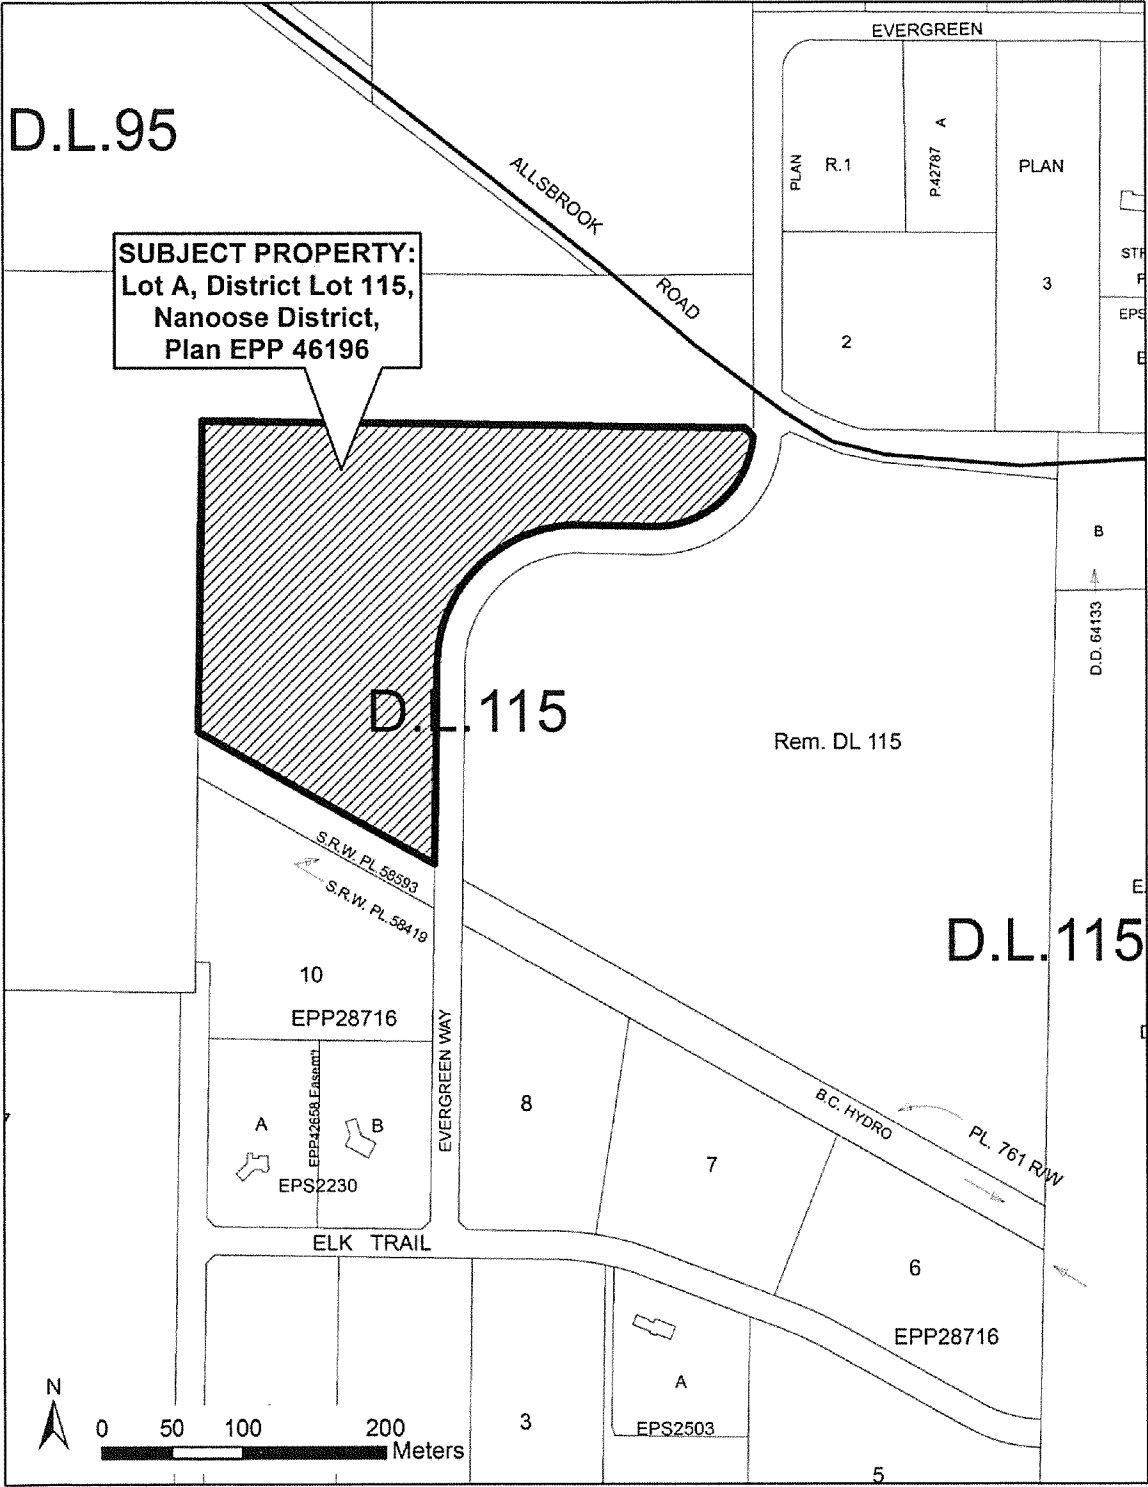 EVERGREEN
D.L.95
ALLSBROOK
ROAD
PLAN
R.1
P.42787
A
PLAN
3
2
EPS
SUBJECT PROPERTY:
Lot A, District Lot 115,
Nanoose District,
Plan EPP 46196
B
D.D. 64133
D.L.115
Rem. DL 115
S.R.W. PL.58593
S.R.W. PL.58419
D.L.115
10
EPP28716
EVERGREEN WAY
8
A
EPP42658 Easem't
B
EPS2230
7
B.C. HYDRO
PL. 761 R/W
ELK TRAIL
6
EPP28716
A
EPS2503
3
5
N
0 50 100 200
Meters